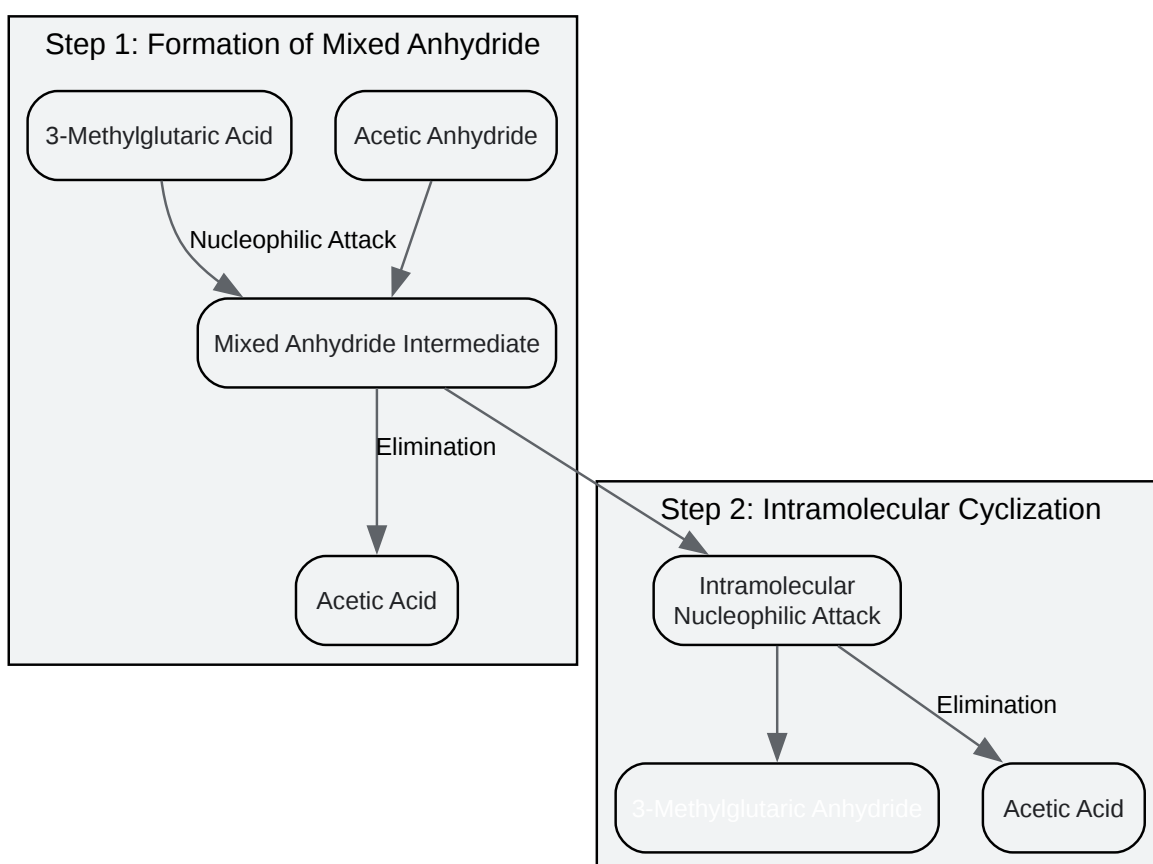 Step 1: Formation of Mixed Anhydride
3-Methylglutaric Acid
Acetic Anhydride
Nucleophilic Attack
Mixed Anhydride Intermediate
Elimination
Acetic Acid
Step 2: Intramolecular Cyclization
Intramolecular
Nucleophilic Attack
Elimination
3-Methylglutaric Anhydride
Acetic Acid